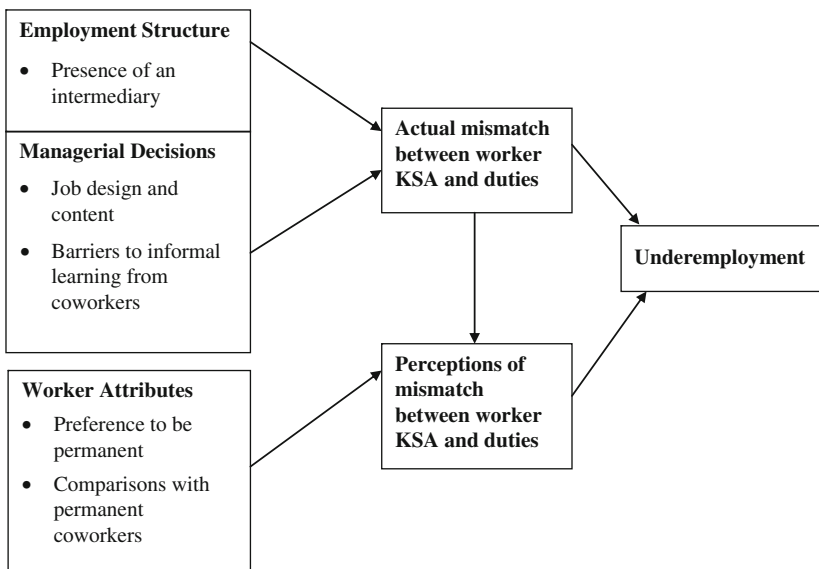 Employment Structure
• Presence of an
intermediary
Managerial Decisions
• Job design and
content
• Barriers to informal
learning from
coworkers
Worker Attributes
• Preference to be
permanent
• Comparisons with
permanent
coworkers
Actual mismatch
between worker
KSA and duties
Perceptions of
mismatch
between worker
KSA and duties
Underemployment